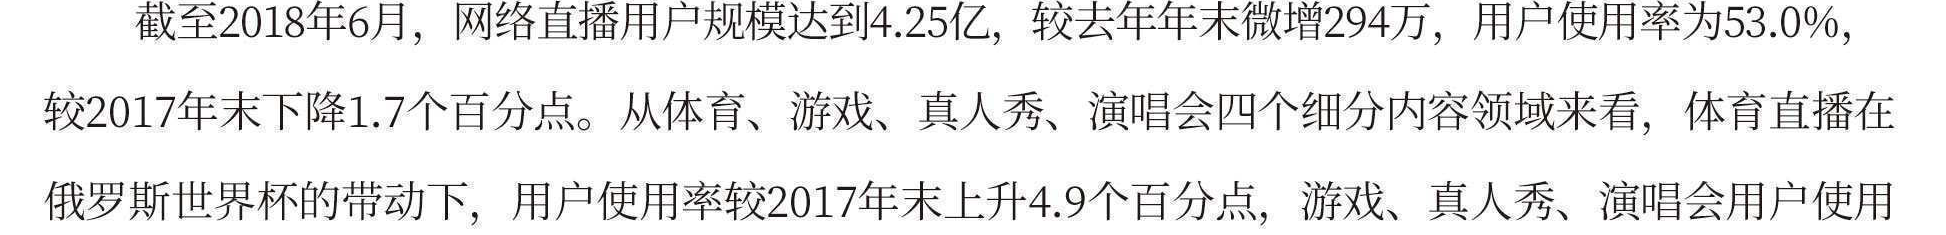 截至2018年6月，网络直播用户规模达到4.25亿，较去年年末微增294万，用户使用率为53.0%，
较2017年末下降1.7个百分点。从体育、游戏、真人秀、演唱会四个细分内容领域来看，体育直播在
俄罗斯世界杯的带动下，用户使用率较2017年末上升4.9个百分点，游戏、真人秀、演唱会用户使用